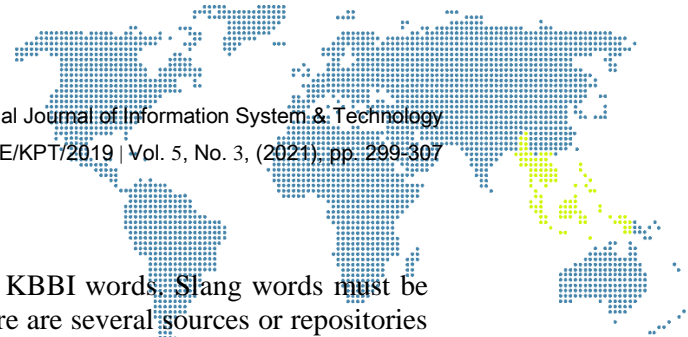 al Journal of Information System & Technology
E/KPT/2019 | Vol. 5, No. 3, (2021), pp. 299-307
KBBI words. Slang words must be
re are several sources or repositories